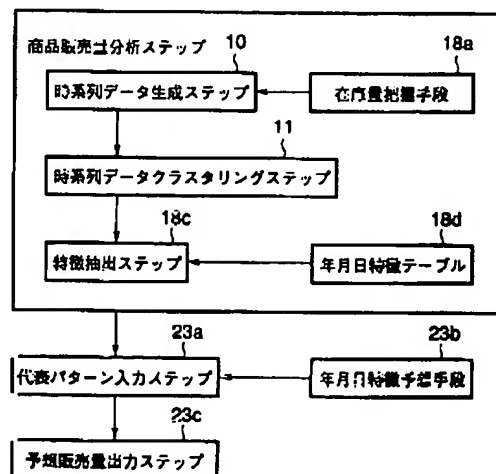 商品販売量分析ステップ
10
18a
時系列データ生成ステップ
在庫量把握手段
11
時系列データクラスタリングステップ
18c
18d
特徴抽出ステップ
年月日特徴テーブル
23a
23b
代表パターン入力ステップ
年月日特徴予想手段
23c
予想販売量出力ステップ